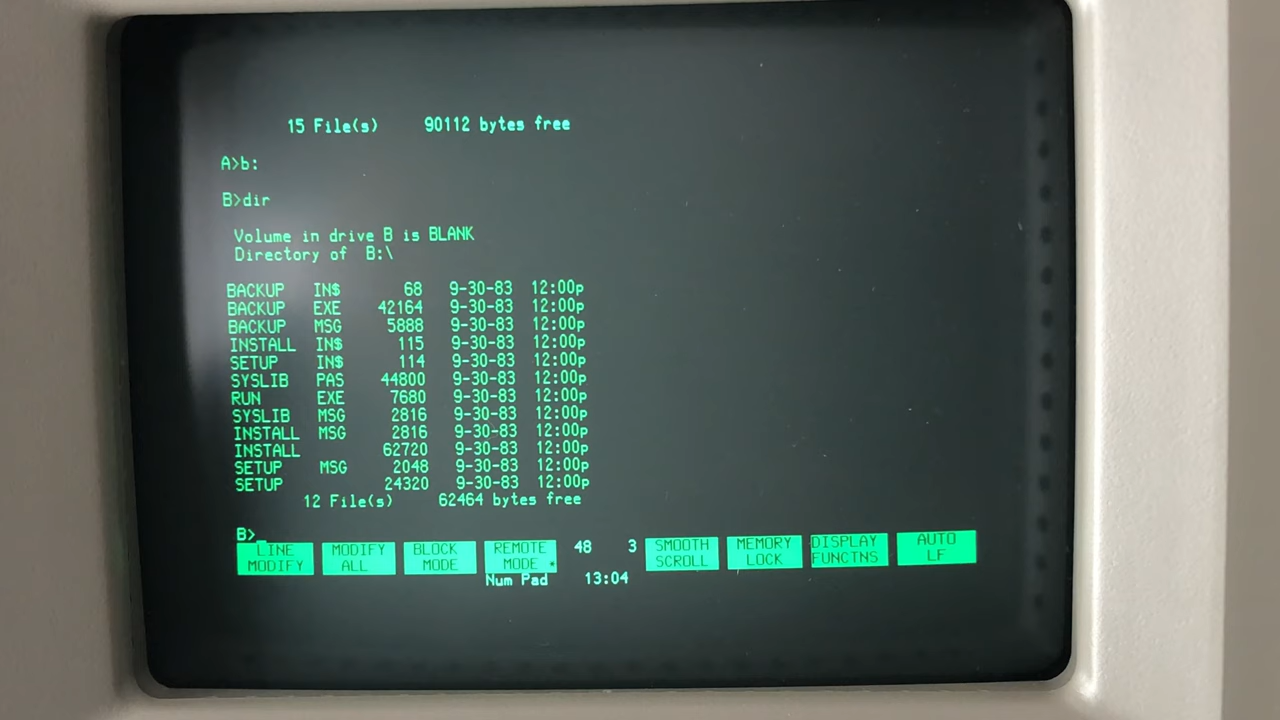 15 File(s)     90112 bytes free
A>b:
B>dir
Volume in drive B is BLANK
Directory of  B:\
BACKUP   IN$        68   9-30-83  12:00p
BACKUP   EXE     42164   9-30-83  12:00p
BACKUP   MSG      5888   9-30-83  12:00p
INSTALL  IN$       115   9-30-83  12:00p
SETUP    IN$       114   9-30-83  12:00p
SYSLIB   PAS     44800   9-30-83  12:00p
RUN      EXE      7680   9-30-83  12:00p
SYSLIB   MSG      2816   9-30-83  12:00p
INSTALL  MSG      2816   9-30-83  12:00p
INSTALL          62720   9-30-83  12:00p
SETUP    MSG      2048   9-30-83  12:00p
SETUP            24320   9-30-83  12:00p
12 File(s)     62464 bytes free
B>_
LINE MODIFY ALL BLOCK REMOTE 48 3 SMOOTH MEMORY DISPLAY AUTO
MODIFY ALL MODE MODE* SCROLL LOCK FUNCTNS LF
Num Pad 13:04